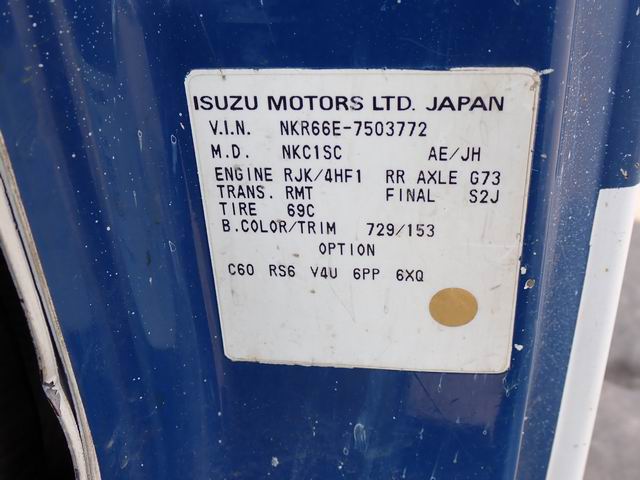 ISUZU MOTORS LTD. JAPAN
V.I.N. NKR66E-7503772
M.D. NKC1SC AE/JH
ENGINE RJK/4HF1 RR AXLE G73
TRANS. RMT FINAL S2J
TIRE 69C
B.COLOR/TRIM 729/153
OPTION
C60 RS6 V4U 6PP 6XQ